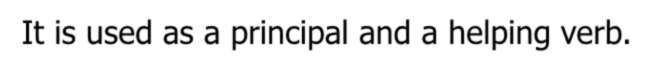 It is used as a principal and a helping verb.